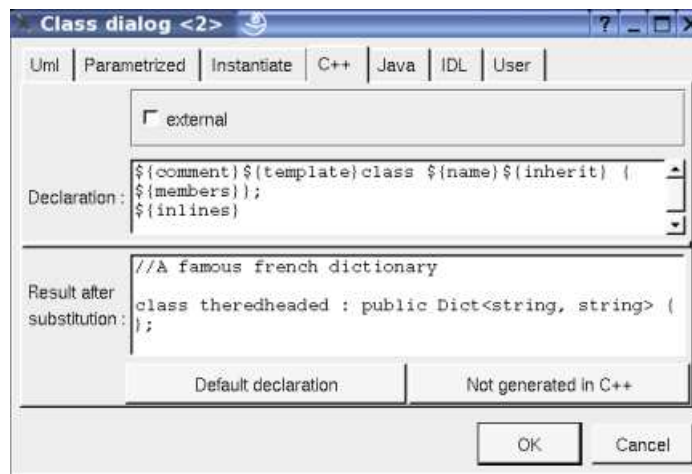 Class dialog <2>
? _ X
Uml Parametrized Instantiate C++ Java IDL User
external
Declaration :
${comment}${template}class ${name}${inherit} {
${members}};
${inlines}
Result after
substitution :
//A famous french dictionary
class theredheaded : public Dict<string, string> {
};
Default declaration Not generated in C++
OK Cancel